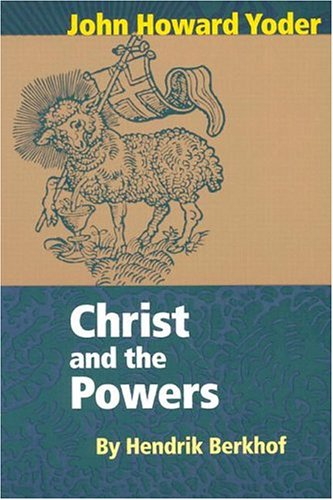 John Howard Yoder
Christ
and the
Powers
By Hendrik Berkhof